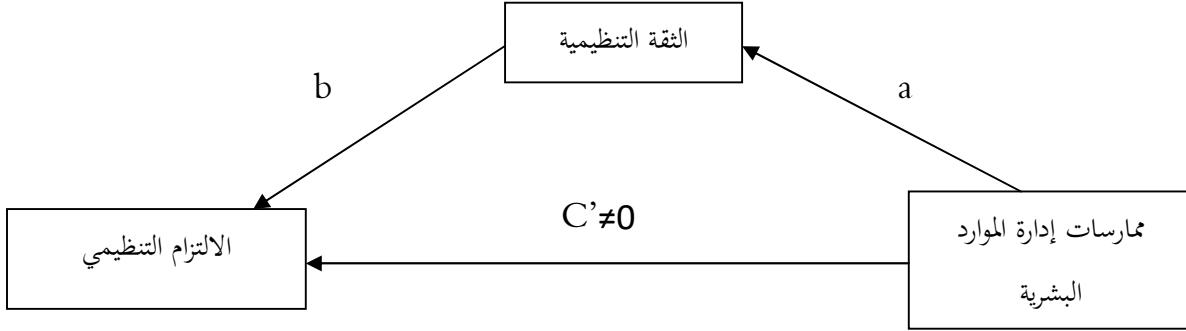 الثقة التنظيمية
b
a
C’≠0
ممارسات إدارة الموارد
البشرية
الالتزام التنظيمي